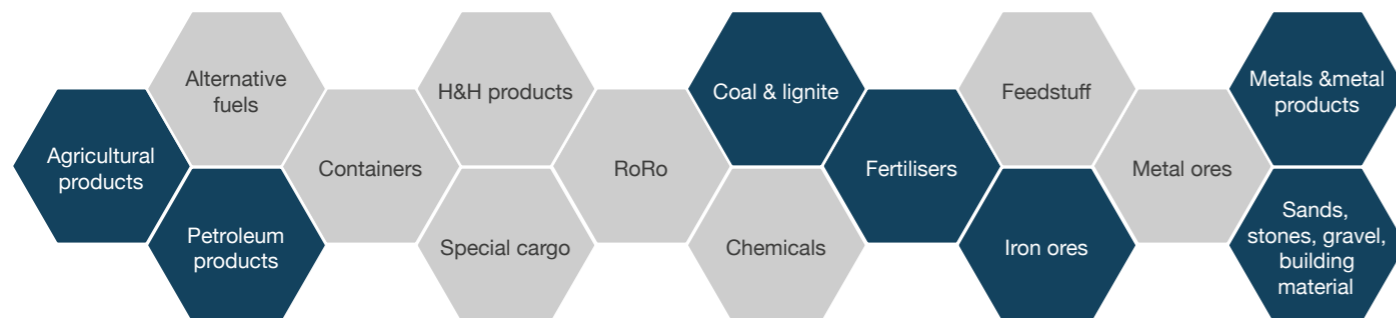 Agricultural
products
Alternative
fuels
Petroleum
products
Containers
H&H products
Special cargo
RoRo
Coal & lignite
Chemicals
Fertilisers
Feedstuff
Iron ores
Metal ores
Metals &metal
products
Sands,
stones, gravel,
building
material